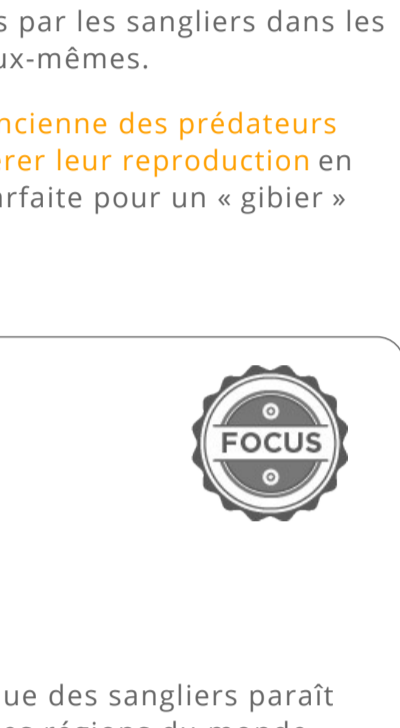 s par les sangliers dans les
ux-mêmes.
ncienne des prédateurs
rer leur reproduction en
rfaite pour un « gibier »
FOCUS
ue des sangliers paraît